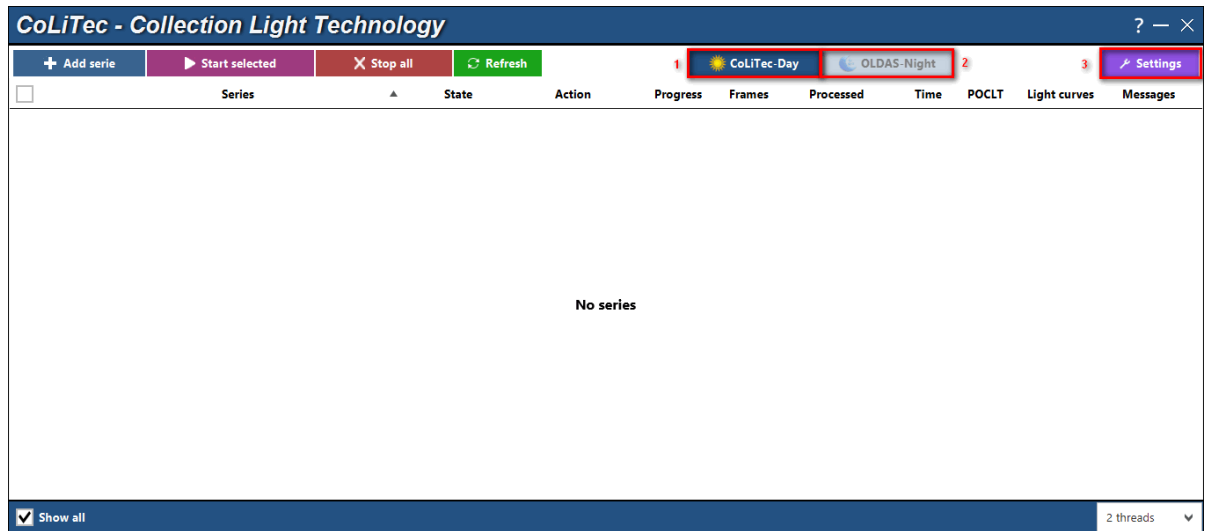 CoLiTec - Collection Light Technology
Add serie Start selected Stop all Refresh 1 CoLiTec-Day OLDAS-Night 2 3 Settings
Series State Action Progress Frames Processed Time POCLT Light curves Messages
No series
Show all 2 threads